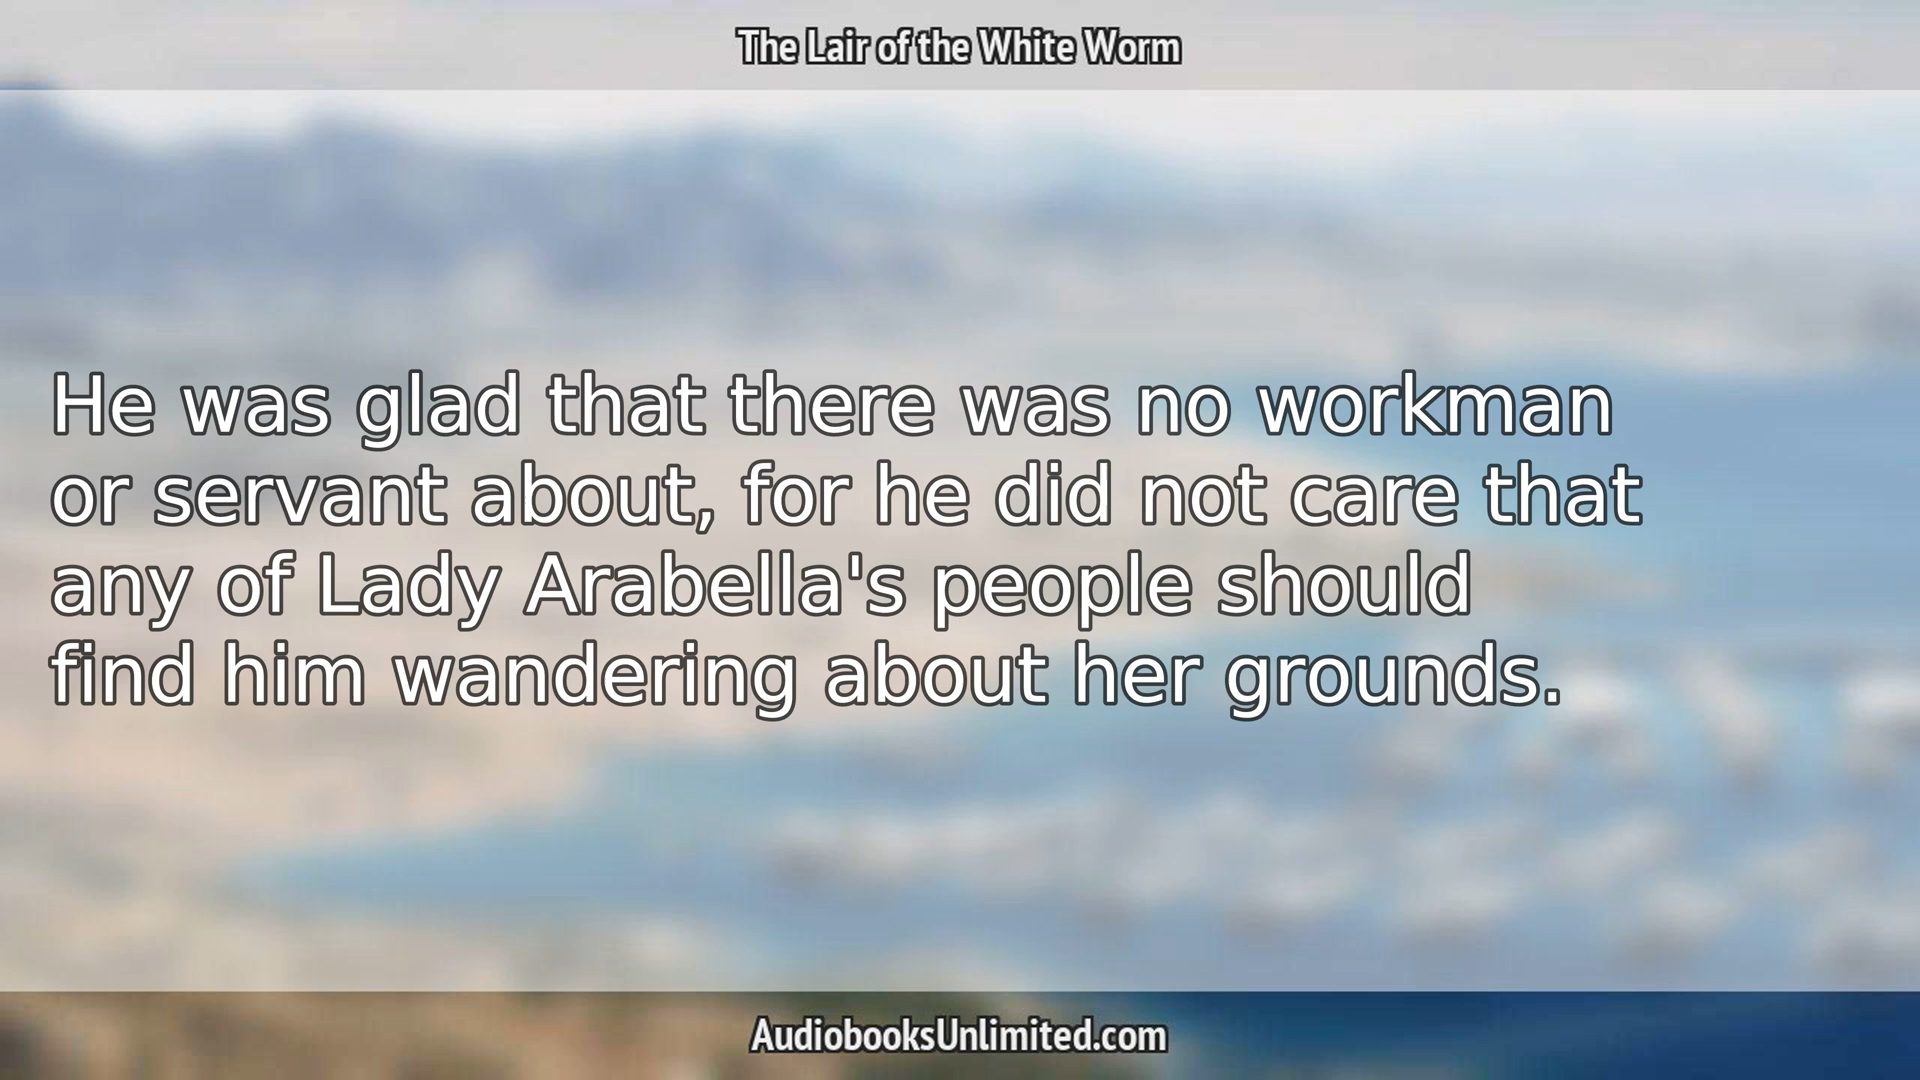 The Lair of the White Worm
He was glad that there was no workman
or servant about, for he did not care that
any of Lady Arabella's people should
find him wandering about her grounds.
AudiobooksUnlimited.com